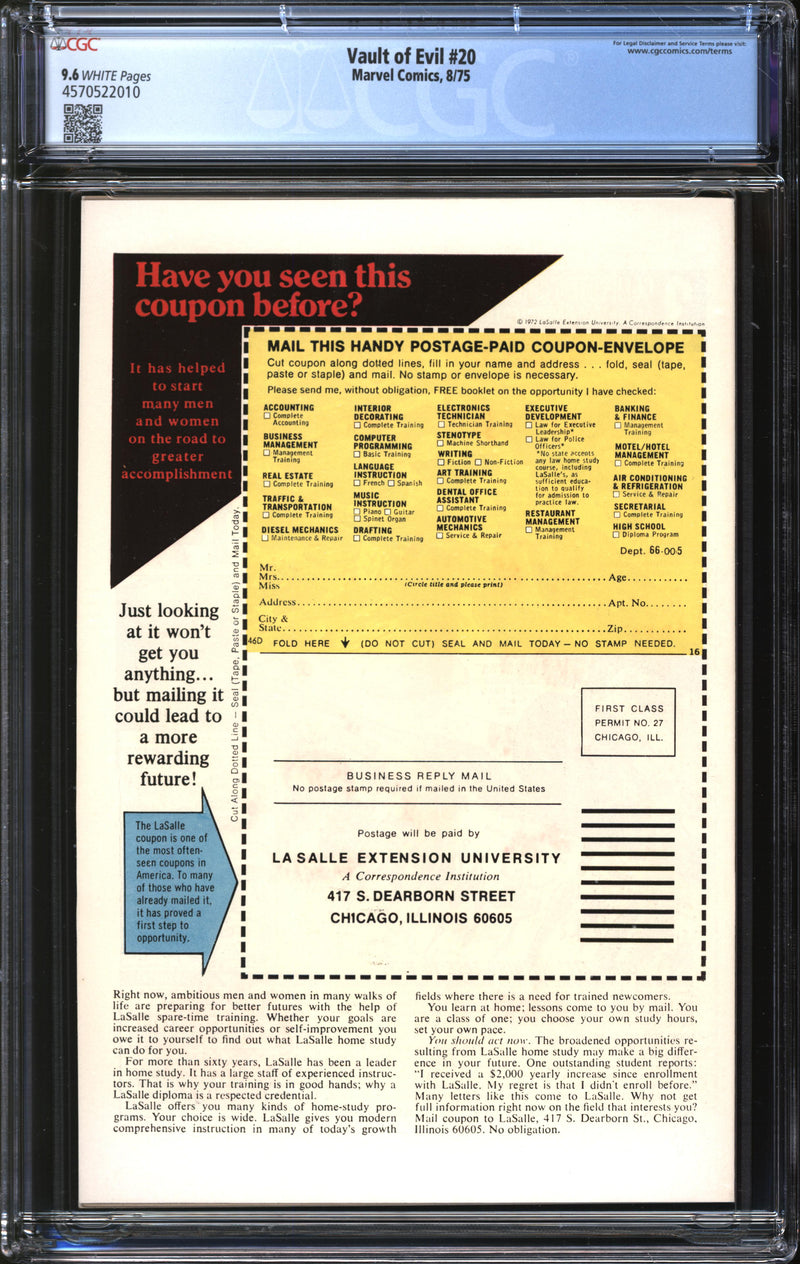 CGC
9.6 WHITE Pages
4570522010
Vault of Evil #20
Marvel Comics, 8/75
For Legal Disclaimer and Service Terms please visit:
www.cgccomics.com/terms
CGC
Have you seen this
coupon before?
© 1972 LaSalle Extension University, A Correspondence Institution
It has helped
to start
many men
and women
on the road to
greater
accomplishment
MAIL THIS HANDY POSTAGE-PAID COUPON-ENVELOPE
Cut coupon along dotted lines, fill in your name and address . . . fold, seal (tape,
paste or staple) and mail. No stamp or envelope is necessary.
Please send me, without obligation, FREE booklet on the opportunity I have checked:
ACCOUNTING
☐ Complete
Accounting
BUSINESS
MANAGEMENT
☐ Management
Training
REAL ESTATE
☐ Complete Training
TRAFFIC &
TRANSPORTATION
☐ Complete Training
DIESEL MECHANICS
☐ Maintenance & Repair
INTERIOR
DECORATING
☐ Complete Training
COMPUTER
PROGRAMMING
☐ Basic Training
LANGUAGE
INSTRUCTION
☐ French ☐ Spanish
MUSIC
INSTRUCTION
☐ Piano ☐ Guitar
☐ Spinet Organ
DRAFTING
☐ Complete Training
ELECTRONICS
TECHNICIAN
☐ Technician Training
STENOTYPE
☐ Machine Shorthand
WRITING
☐ Fiction ☐ Non-Fiction
ART TRAINING
☐ Complete Training
DENTAL OFFICE
ASSISTANT
☐ Complete Training
AUTOMOTIVE
MECHANICS
☐ Service & Repair
EXECUTIVE
DEVELOPMENT
☐ Law for Executive
Leadership*
☐ Law for Police
Officers*
*No state accepts
any law home study
course, including
LaSalle's, as
sufficient educa-
tion to qualify
for admission to
practice law.
RESTAURANT
MANAGEMENT
☐ Management
Training
BANKING
& FINANCE
☐ Management
Training
MOTEL/HOTEL
MANAGEMENT
☐ Complete Training
AIR CONDITIONING
& REFRIGERATION
☐ Service & Repair
SECRETARIAL
☐ Complete Training
HIGH SCHOOL
☐ Diploma Program
Dept. 66-005
Mr.
Mrs. Age
Miss (Circle title and please print)
Address Apt. No.
City &
State Zip
46D FOLD HERE ↓ (DO NOT CUT) SEAL AND MAIL TODAY — NO STAMP NEEDED.
16
Cut Along Dotted Line — Seal (Tape, Paste or Staple) and Mail Today.
Just looking
at it won't
get you
anything...
but mailing it
could lead to
a more
rewarding
future!
The LaSalle
coupon is one of
the most often-
seen coupons in
America. To many
of those who have
already mailed it,
it has proved a
first step to
opportunity.
FIRST CLASS
PERMIT NO. 27
CHICAGO, ILL.
BUSINESS REPLY MAIL
No postage stamp required if mailed in the United States
Postage will be paid by
LA SALLE EXTENSION UNIVERSITY
A Correspondence Institution
417 S. DEARBORN STREET
CHICAGO, ILLINOIS 60605
Right now, ambitious men and women in many walks of
life are preparing for better futures with the help of
LaSalle spare-time training. Whether your goals are
increased career opportunities or self-improvement you
owe it to yourself to find out what LaSalle home study
can do for you.
For more than sixty years, LaSalle has been a leader
in home study. It has a large staff of experienced instruc-
tors. That is why your training is in good hands; why a
LaSalle diploma is a respected credential.
LaSalle offers you many kinds of home-study pro-
grams. Your choice is wide. LaSalle gives you modern
comprehensive instruction in many of today's growth
fields where there is a need for trained newcomers.
You learn at home; lessons come to you by mail. You
are a class of one; you choose your own study hours,
set your own pace.
You should act now. The broadened opportunities re-
sulting from LaSalle home study may make a big differ-
ence in your future. One outstanding student reports:
"I received a $2,000 yearly increase since enrollment
with LaSalle. My regret is that I didn't enroll before."
Many letters like this come to LaSalle. Why not get
full information right now on the field that interests you?
Mail coupon to LaSalle, 417 S. Dearborn St., Chicago,
Illinois 60605. No obligation.